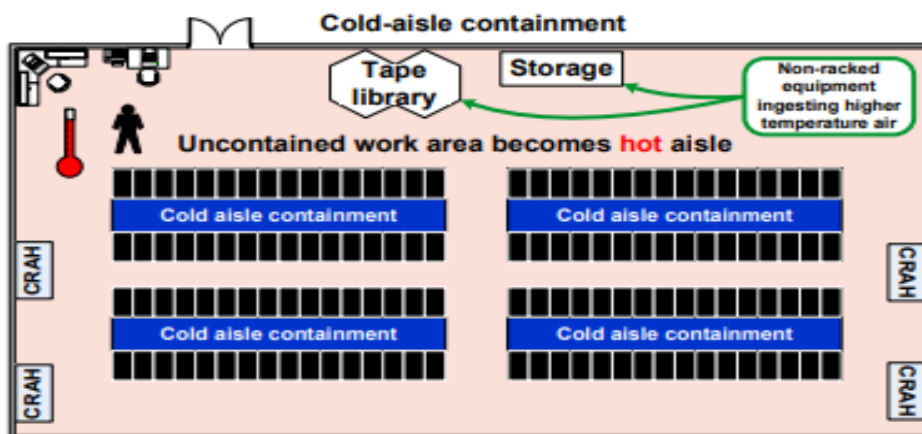 Cold-aisle containment
Tape
library
Storage
Non-racked
equipment
ingesting higher
temperature air
Uncontained work area becomes hot aisle
Cold aisle containment
Cold aisle containment
CRAH
CRAH
Cold aisle containment
Cold aisle containment
CRAH
CRAH